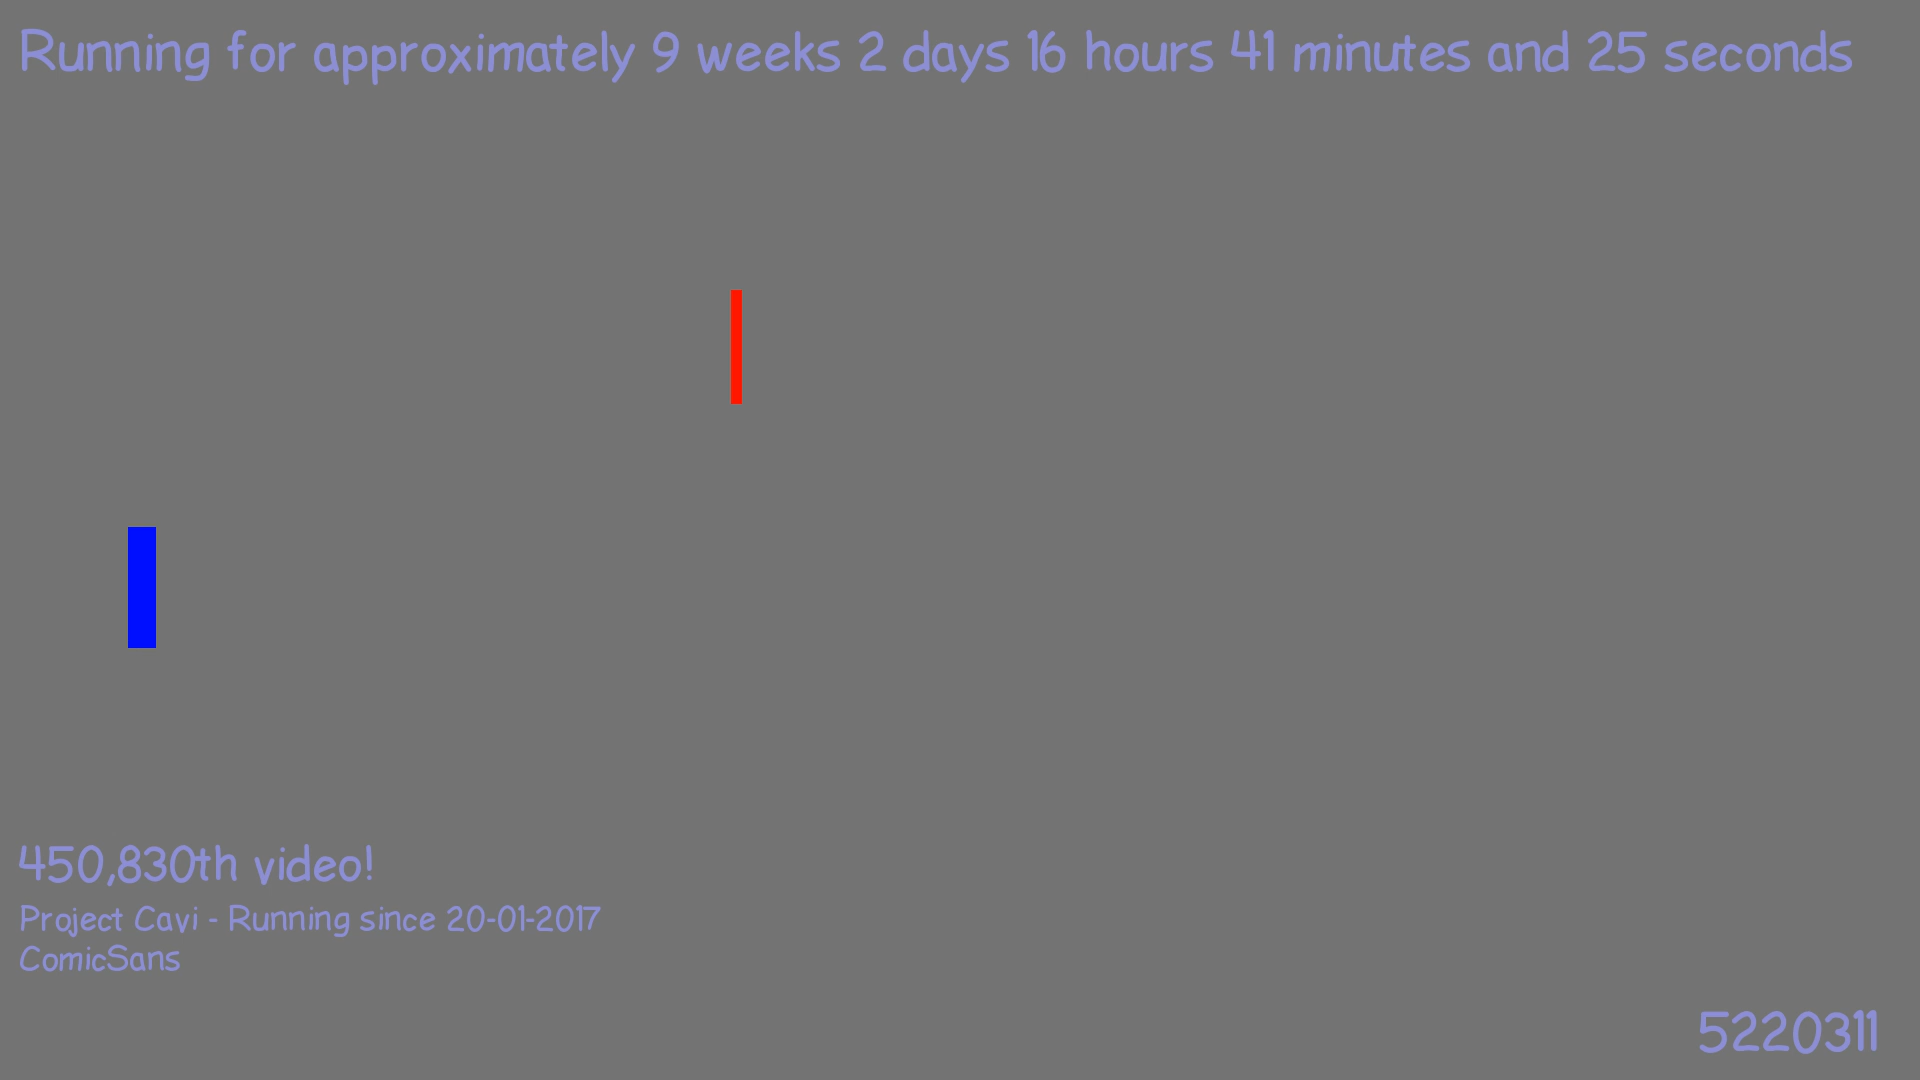 Running for approximately 9 weeks 2 days 16 hours 41 minutes and 25 seconds
450,830th video!
Project Cavi - Running since 20-01-2017
ComicSans
5220311